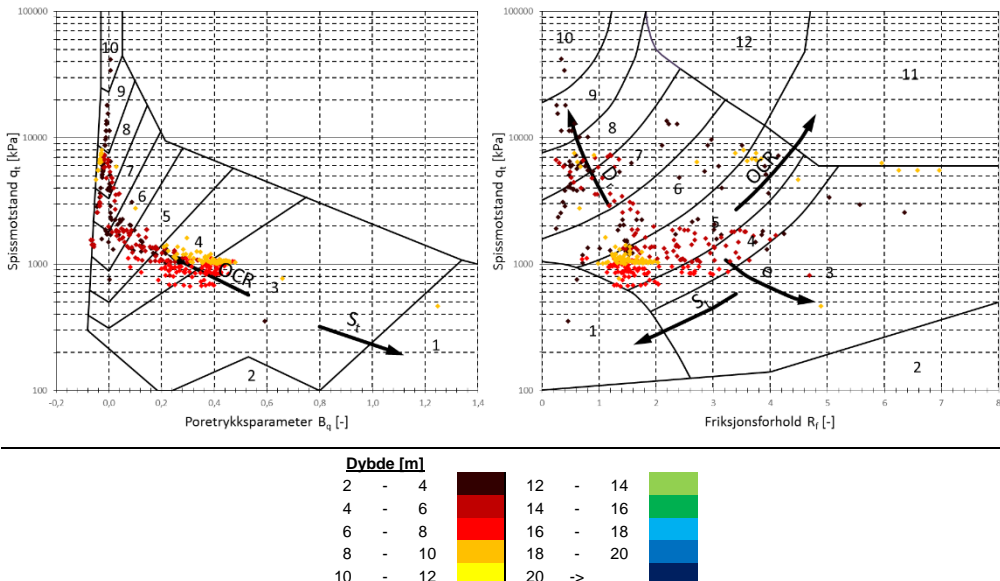 100000
10000
1000
100
Spissmotstand qt [kPa]
-0,2 0,0 0,2 0,4 0,6 0,8 1,0 1,2 1,4
Poretrykksparameter Bq [-]
10
9
8
7
6
5
4
3
2
1
OCR
St
100000
10000
1000
100
Spissmotstand qt [kPa]
0 1 2 3 4 5 6 7 8
Friksjonsforhold Rf [-]
10
12
11
9
8
7
6
5
4
3
1
2
Dr
OCR
e
St
Dybde [m]
2 - 4 12 - 14
4 - 6 14 - 16
6 - 8 16 - 18
8 - 10 18 - 20
10 - 12 20 ->